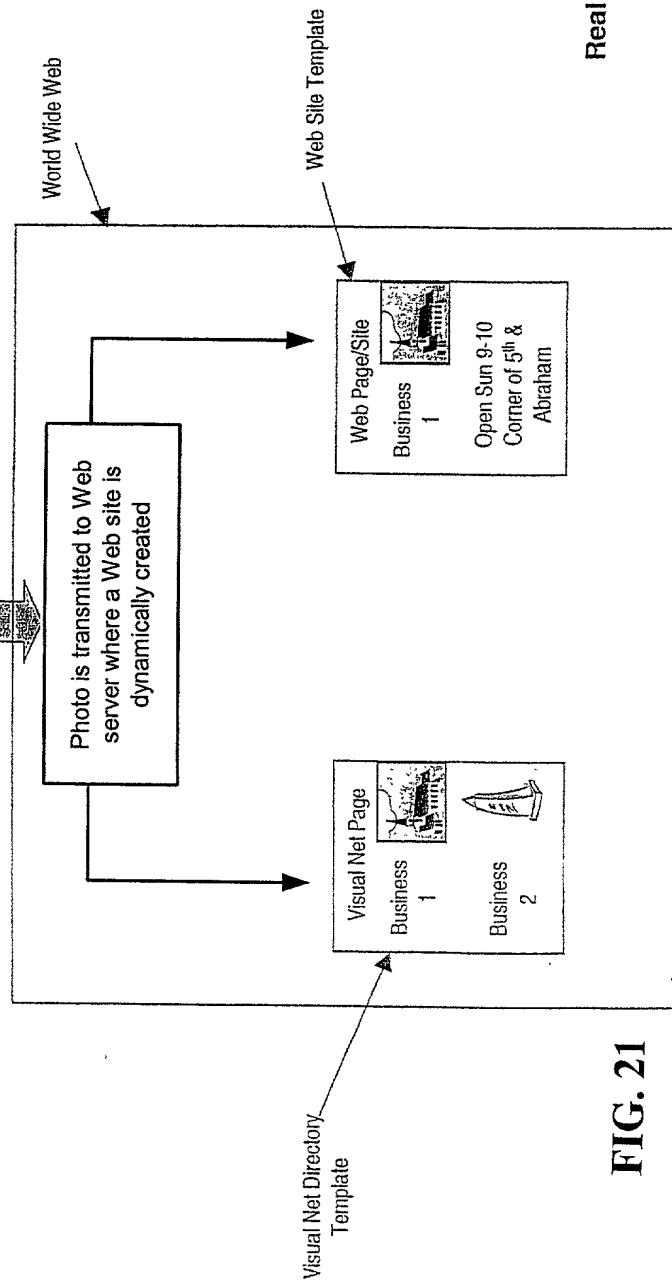 World Wide Web
Photo is transmitted to Web
server where a Web site is
dynamically created
Visual Net Directory
Template
Visual Net Page
Business
1
Business
2
Web Site Template
Web Page/Site
Business
1
Open Sun 9-10
Corner of 5th &
Abraham
FIG. 21
Real